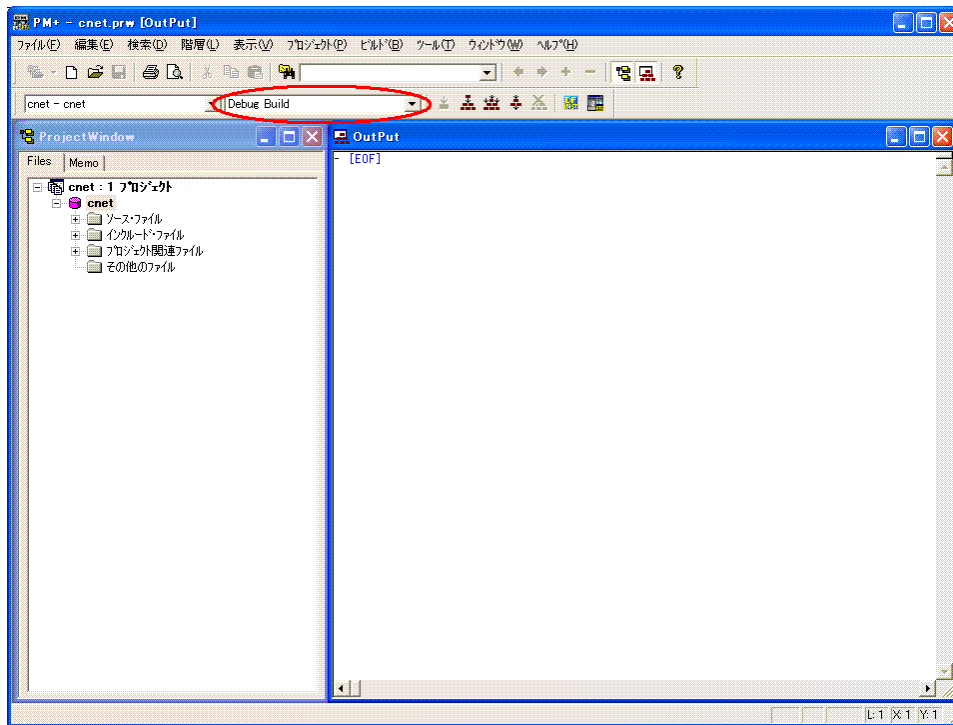 PM+ - cnet.prw [OutPut]
ファイル(F) 編集(E) 検索(D) 階層(L) 表示(V) プロジェクト(P) ビルド(B) ツール(T) ウィンドウ(W) ヘルプ(H)
cnet - cnet Debug Build
ProjectWindow
Files Memo
cnet : 1 プロジェクト
cnet
ソース・ファイル
インクルード・ファイル
プロジェクト関連ファイル
その他のファイル
OutPut
[EOF]
L: 1 X: 1 Y: 1